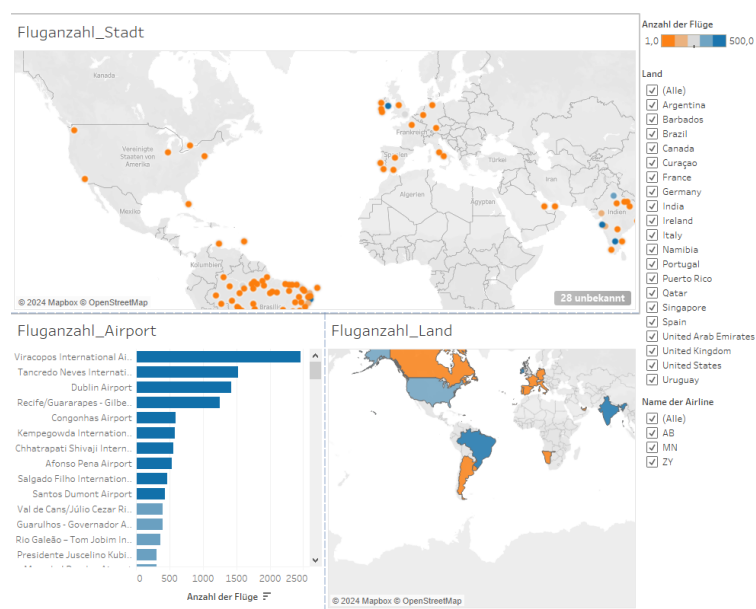 Fluganzahl_Stadt
Kanada
Vereinigte
Staaten von
Amerika
Mexiko
Kolumbien
Brasilien
Frankreich
Spanien
Türkei
Algerien
Ägypten
Iran
Indien
© 2024 Mapbox © OpenStreetMap
28 unbekannt
Anzahl der Flüge
1,0
500,0
Land
(Alle)
Argentina
Barbados
Brazil
Canada
Curaçao
France
Germany
India
Ireland
Italy
Namibia
Portugal
Puerto Rico
Qatar
Singapore
Spain
United Arab Emirates
United Kingdom
United States
Uruguay
Name der Airline
(Alle)
AB
MN
ZY
Fluganzahl_Airport
Viracopos International Ai..
Tancredo Neves Internati..
Dublin Airport
Recife/Guararapes - Gilbe..
Congonhas Airport
Kempegowda Internation..
Chhatrapati Shivaji Intern..
Afonso Pena Airport
Salgado Filho Internation..
Santos Dumont Airport
Val de Cans/Júlio Cezar Ri..
Guarulhos - Governador A..
Rio Galeão – Tom Jobim In..
Presidente Juscelino Kubi..
0 500 1000 1500 2000 2500
Anzahl der Flüge
Fluganzahl_Land
© 2024 Mapbox © OpenStreetMap